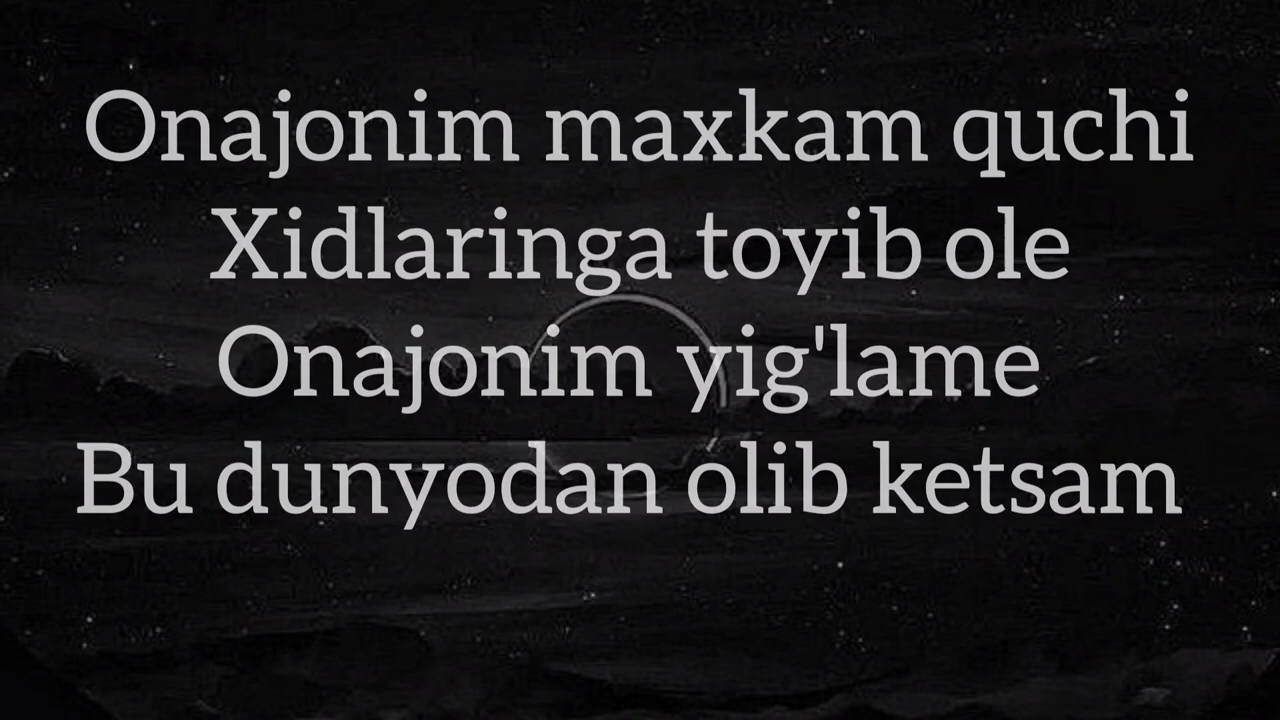 Onajonim maxkam quchi
Xidlaringa toyib ole
Onajonim yig'lame
Bu dunyodan olib ketsam